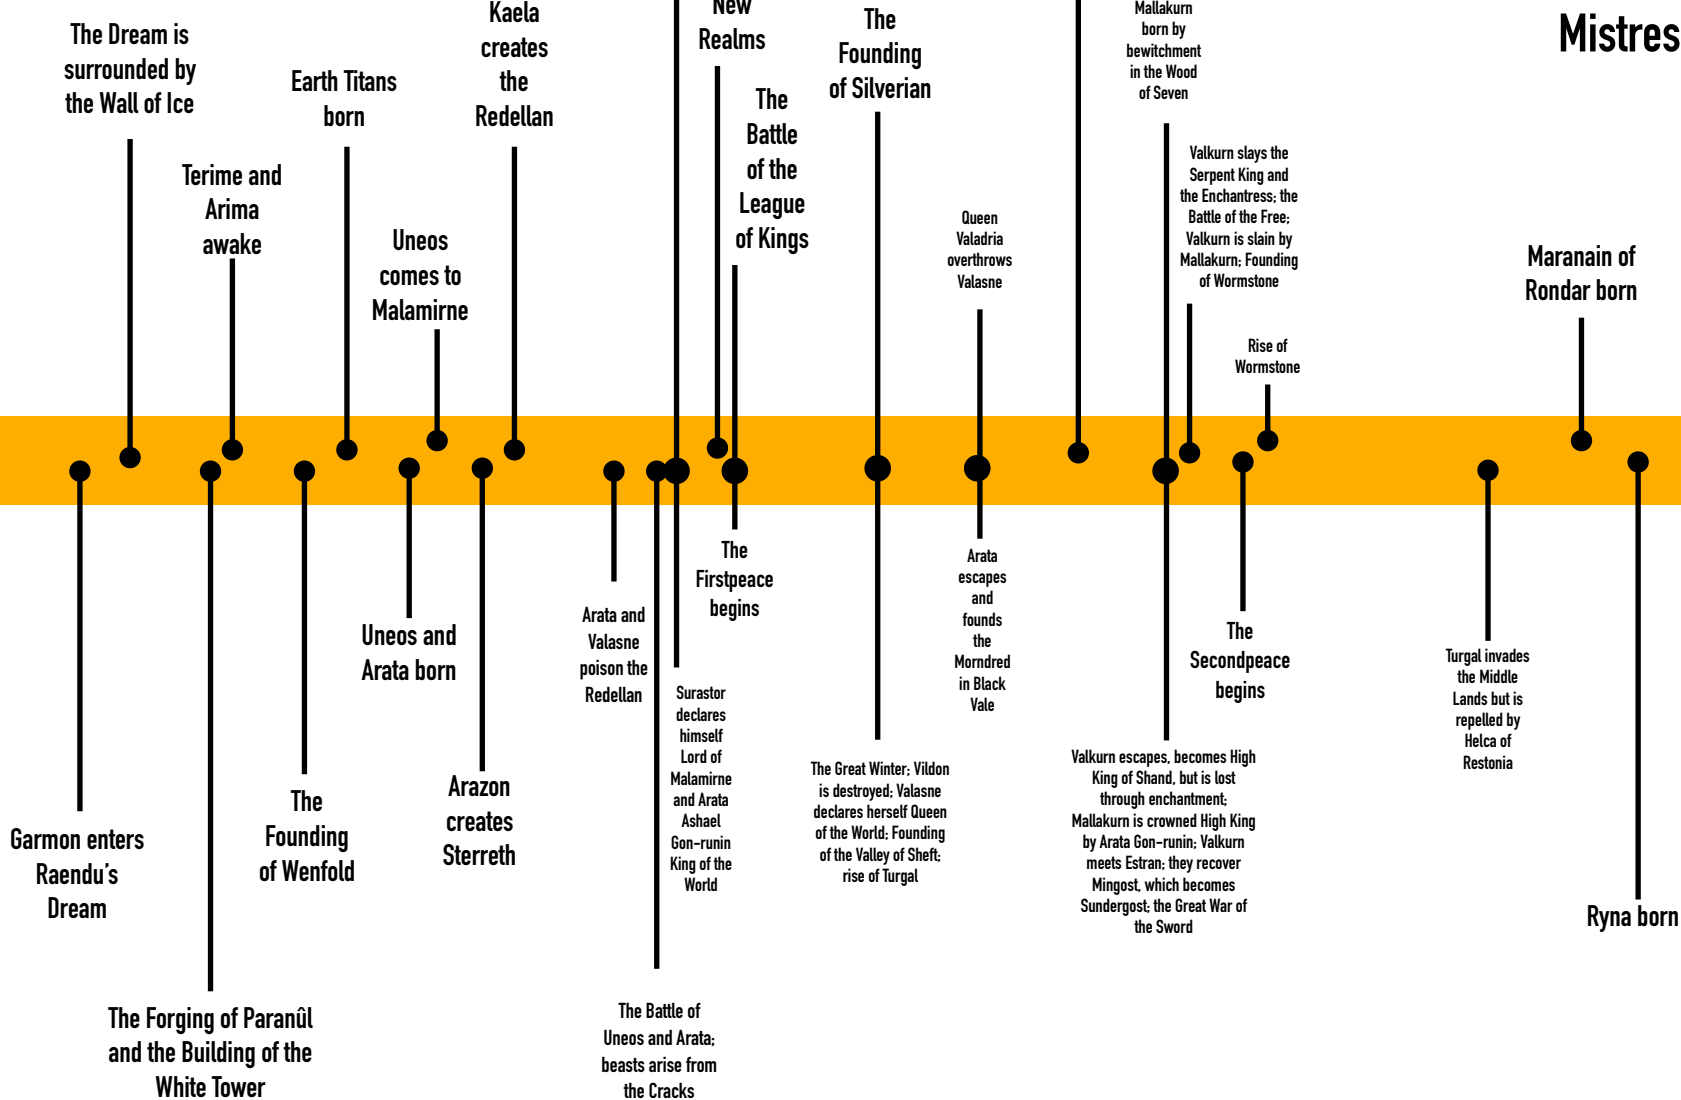 The Dream is
surrounded by
the Wall of Ice
Terime and
Arima
awake
Earth Titans
born
Uneos
comes to
Malamirne
Kaela
creates
the
Redellan
New
Realms
The
Battle
of the
League
of Kings
The
Founding
of Silverian
Queen
Valadria
overthrows
Valasne
Mallakurn
born by
bewitchment
in the Wood
of Seven
Valkurn slays the
Serpent King and
the Enchantress; the
Battle of the Free;
Valkurn is slain by
Mallakurn; Founding
of Wormstone
Rise of
Wormstone
Mistres
Maranain of
Rondar born
Garmon enters
Raendu’s
Dream
The Forging of Paranûl
and the Building of the
White Tower
The
Founding
of Wenfold
Uneos and
Arata born
Arazon
creates
Sterreth
Arata and
Valasne
poison the
Redellan
The Battle of
Uneos and Arata;
beasts arise from
the Cracks
Surastor
declares
himself
Lord of
Malamirne
and Arata
Ashael
Gon-runin
King of the
World
The
Firstpeace
begins
The Great Winter; Vildon
is destroyed; Valasne
declares herself Queen
of the World; Founding
of the Valley of Sheft;
rise of Turgal
Arata
escapes
and
founds
the
Morndred
in Black
Vale
Valkurn escapes, becomes High
King of Shand, but is lost
through enchantment;
Mallakurn is crowned High King
by Arata Gon-runin; Valkurn
meets Estran; they recover
Mingost, which becomes
Sundergost; the Great War of
the Sword
The
Secondpeace
begins
Turgal invades
the Middle
Lands but is
repelled by
Helca of
Restonia
Ryna born